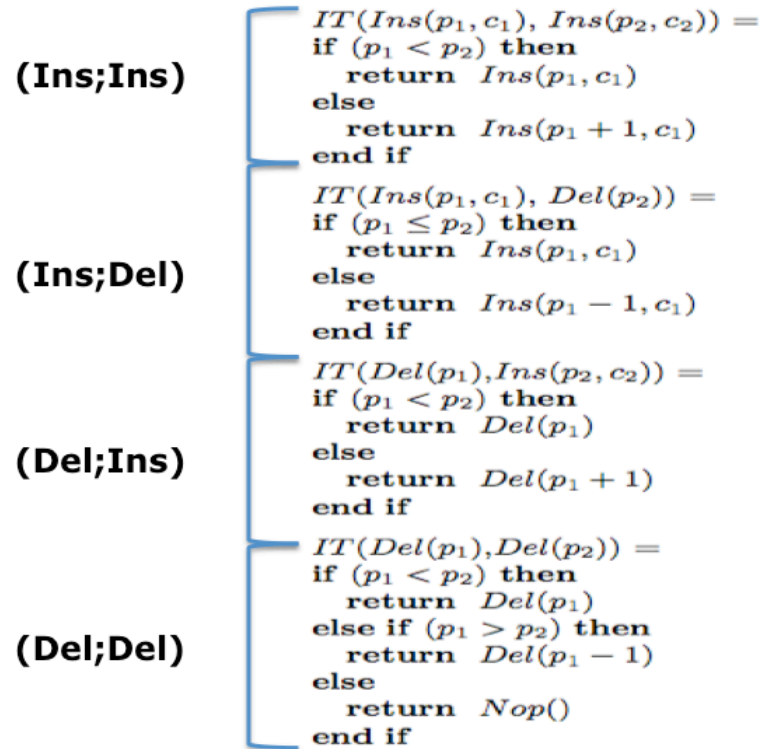 (Ins;Ins)
IT(Ins(p₁, c₁), Ins(p₂, c₂)) =
if (p₁ < p₂) then
return Ins(p₁, c₁)
else
return Ins(p₁ + 1, c₁)
end if
(Ins;Del)
IT(Ins(p₁, c₁), Del(p₂)) =
if (p₁ ≤ p₂) then
return Ins(p₁, c₁)
else
return Ins(p₁ − 1, c₁)
end if
(Del;Ins)
IT(Del(p₁),Ins(p₂, c₂)) =
if (p₁ < p₂) then
return Del(p₁)
else
return Del(p₁ + 1)
end if
(Del;Del)
IT(Del(p₁),Del(p₂)) =
if (p₁ < p₂) then
return Del(p₁)
else if (p₁ > p₂) then
return Del(p₁ − 1)
else
return Nop()
end if